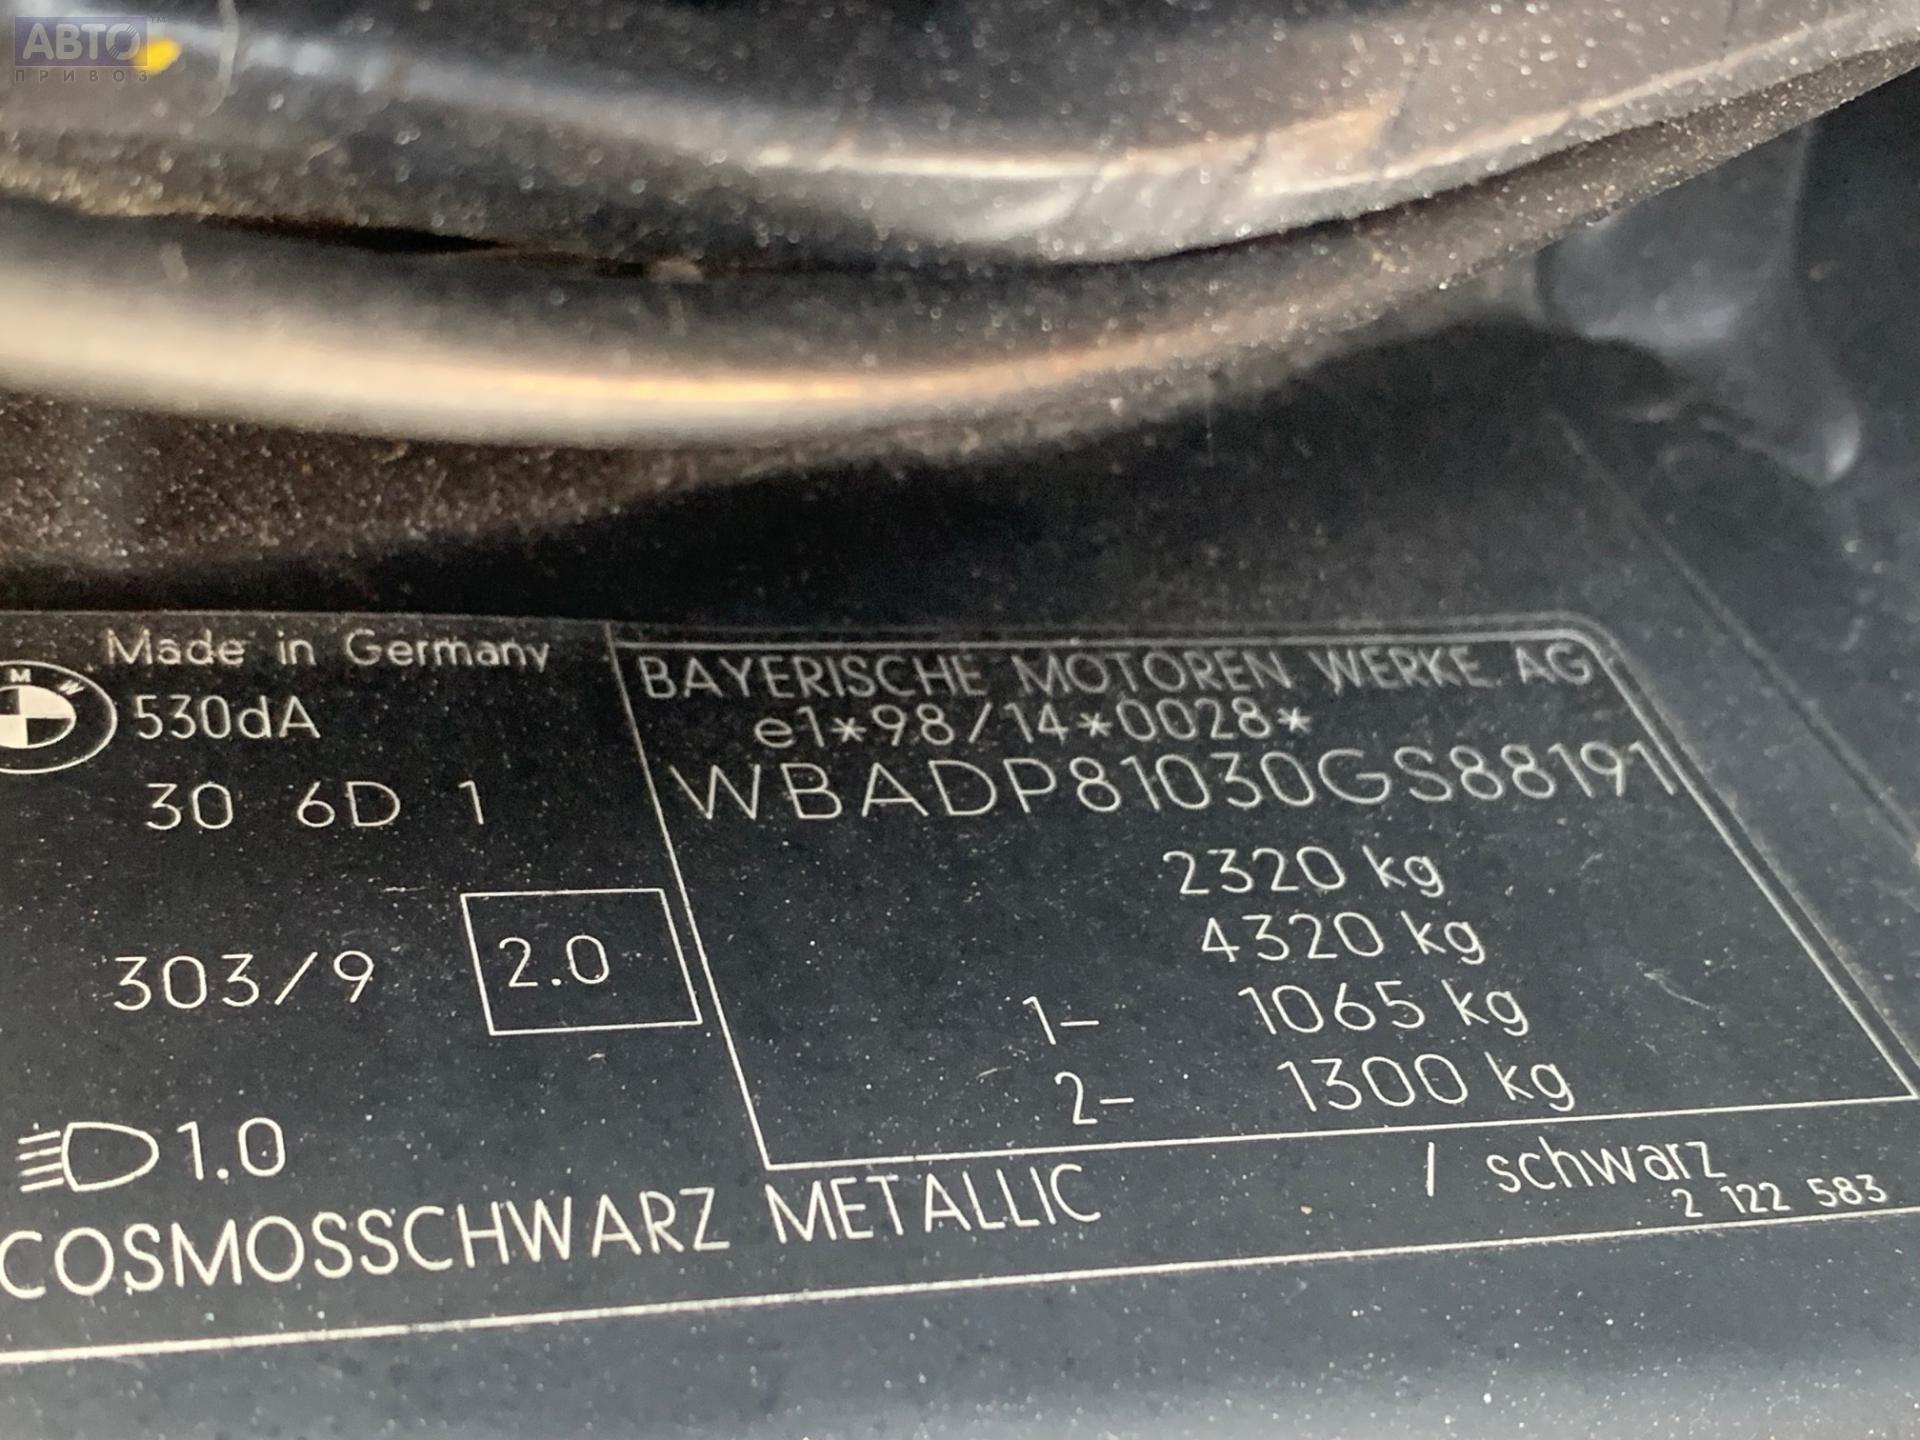 АВТО™
ПРИВОЗ
Made in Germany
BMW
530dA
30 6D 1
303/9 2.0
1.0
BAYERISCHE MOTOREN WERKE AG
e1*98/14*0028*
WBADP81030GS88191
2320 kg
4320 kg
1- 1065 kg
2- 1300 kg
COSMOSSCHWARZ METALLIC / schwarz
2 122 583